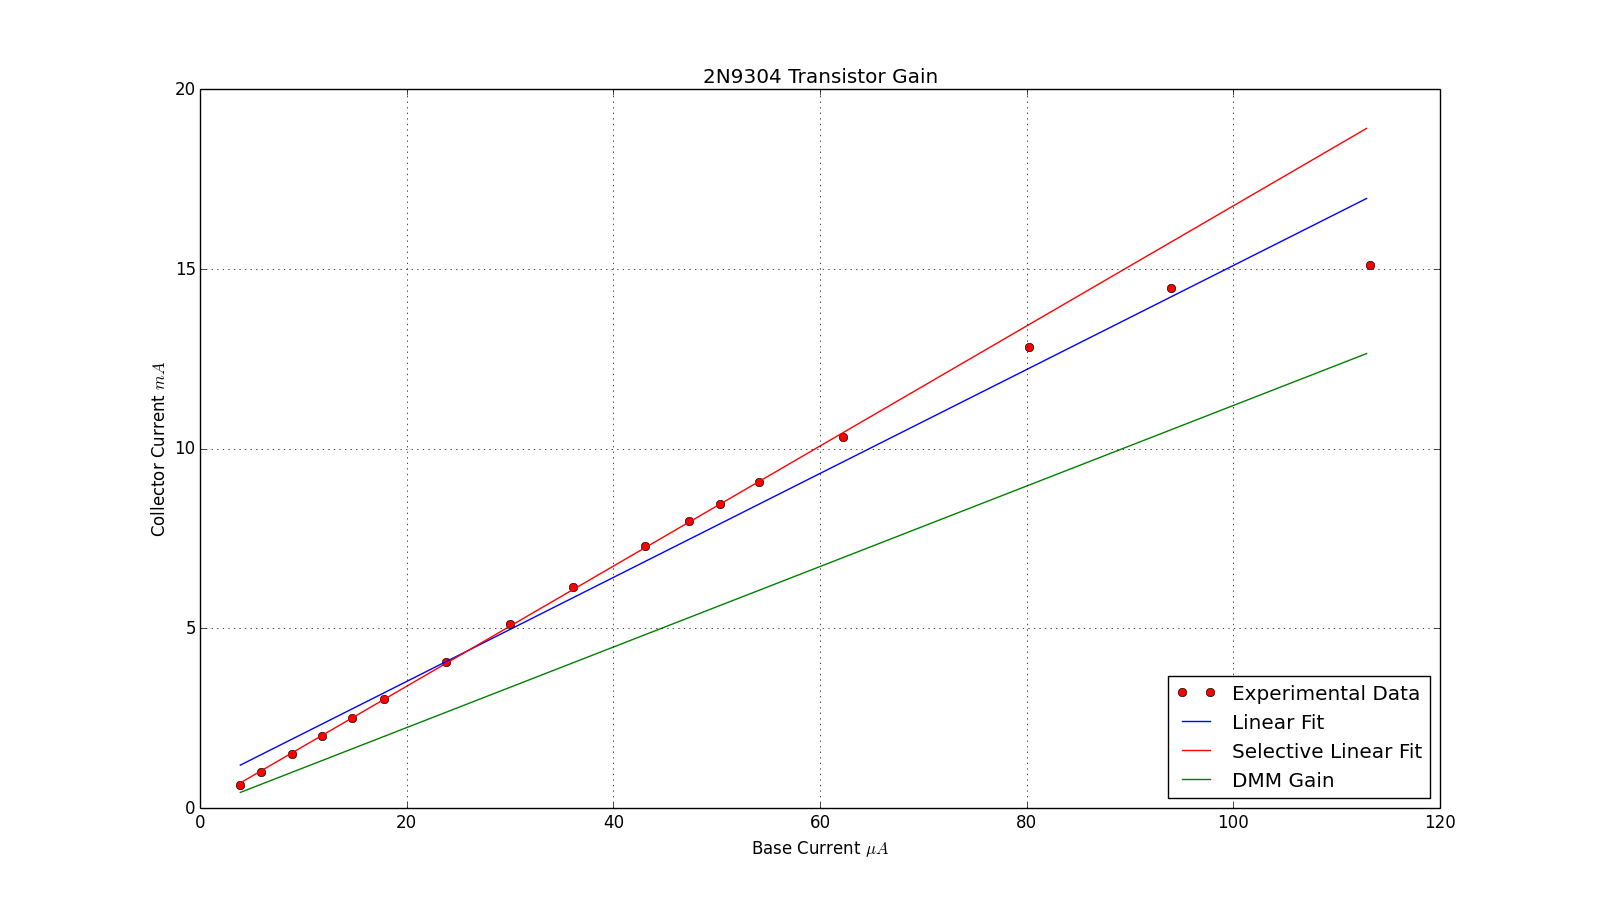 2N9304 Transistor Gain
20
15
10
5
0
Collector Current mA
0 20 40 60 80 100 120
Base Current μA
Experimental Data
Linear Fit
Selective Linear Fit
DMM Gain